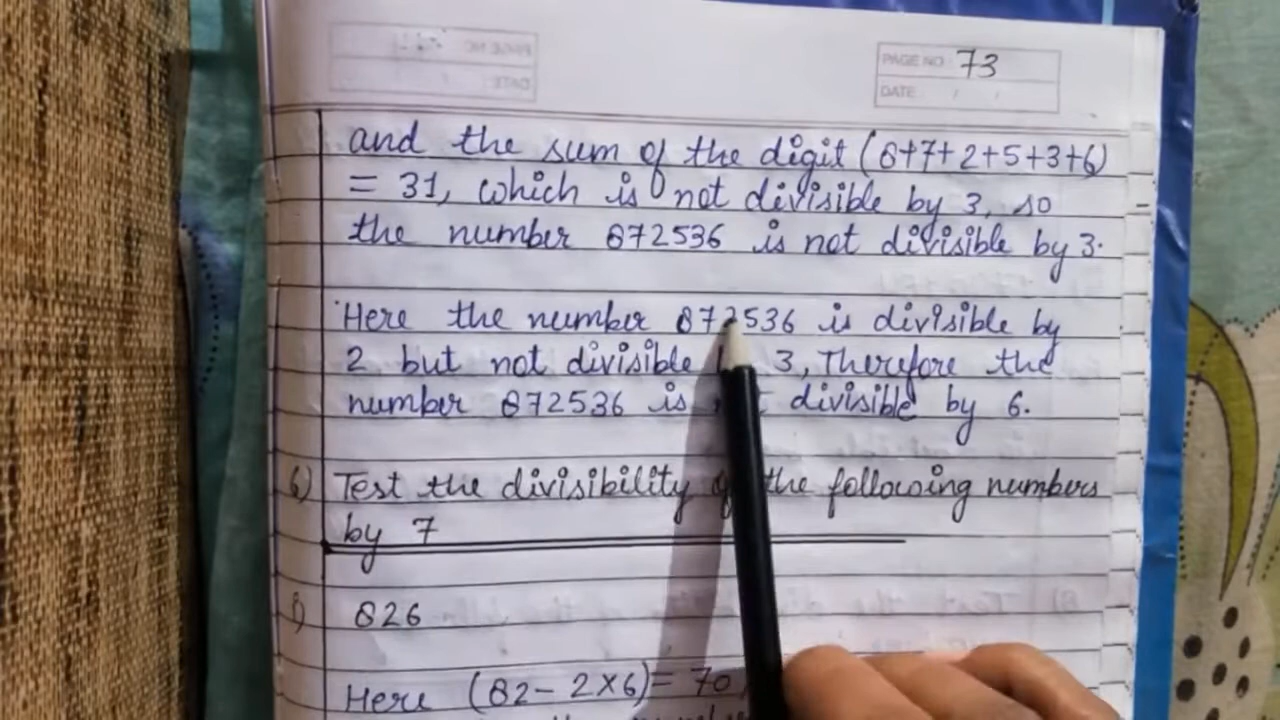 PAGE NO 73
DATE / /
and the sum of the digit (8+7+2+5+3+6)
= 31, which is not divisible by 3, so
the number 872536 is not divisible by 3.
Here the number 872536 is divisible by
2 but not divisible 3, Therefore the
number 872536 is divisible by 6.
6) Test the divisibility of the following numbers
by 7
i) 826
Here (82-2×6)= 70